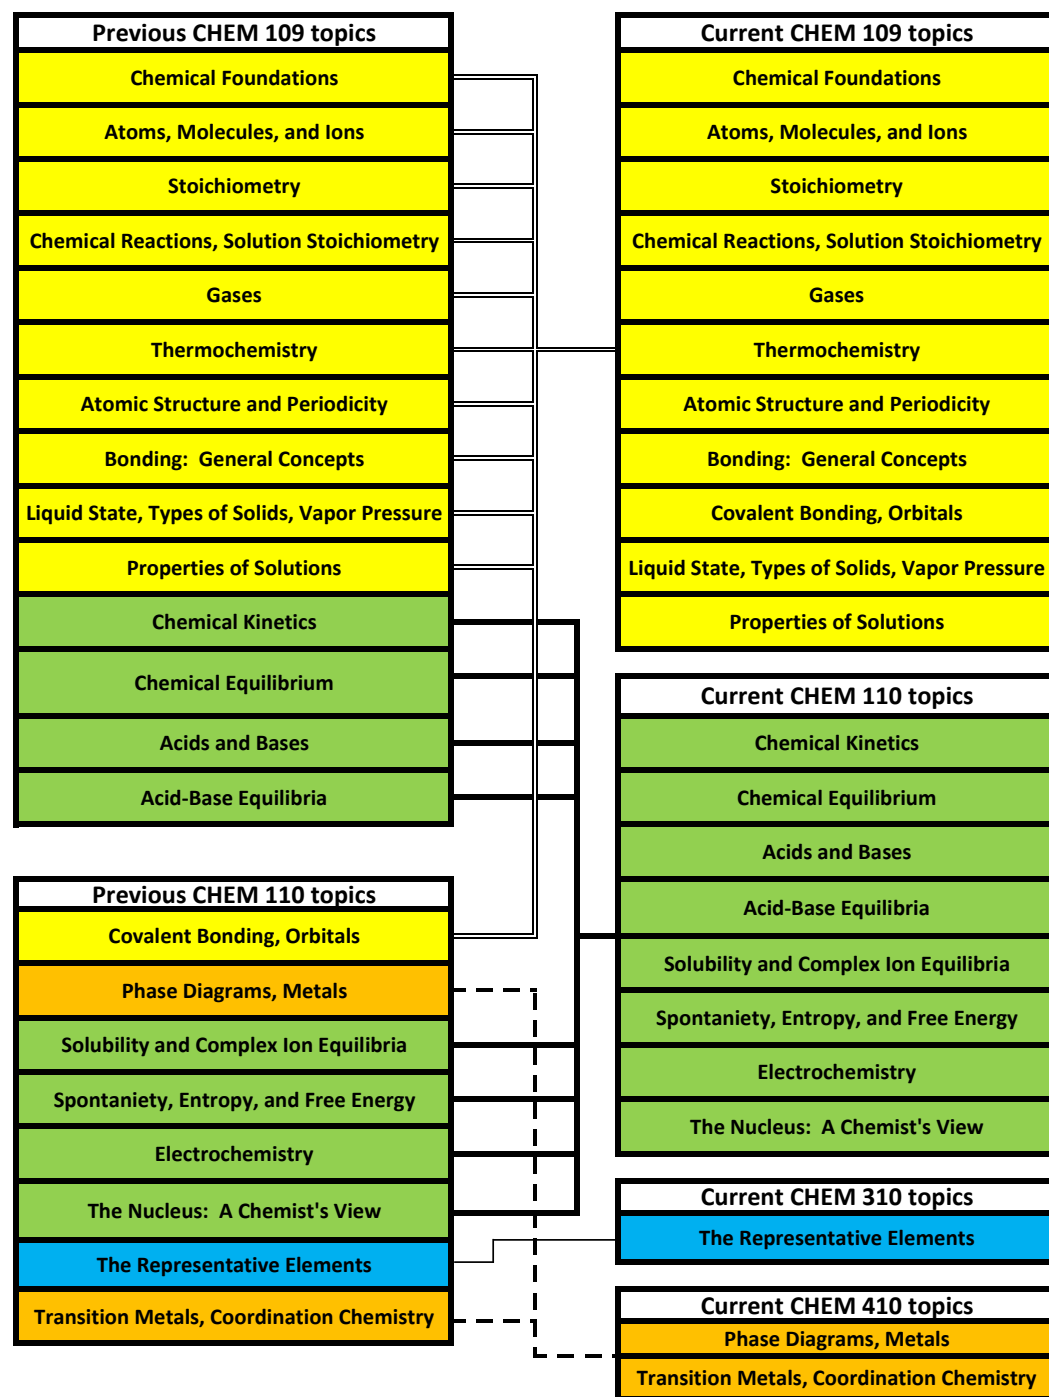 Previous CHEM 109 topics
Chemical Foundations
Atoms, Molecules, and Ions
Stoichiometry
Chemical Reactions, Solution Stoichiometry
Gases
Thermochemistry
Atomic Structure and Periodicity
Bonding:  General Concepts
Liquid State, Types of Solids, Vapor Pressure
Properties of Solutions
Chemical Kinetics
Chemical Equilibrium
Acids and Bases
Acid-Base Equilibria
Previous CHEM 110 topics
Covalent Bonding, Orbitals
Phase Diagrams, Metals
Solubility and Complex Ion Equilibria
Spontaniety, Entropy, and Free Energy
Electrochemistry
The Nucleus:  A Chemist's View
The Representative Elements
Transition Metals, Coordination Chemistry
Current CHEM 109 topics
Chemical Foundations
Atoms, Molecules, and Ions
Stoichiometry
Chemical Reactions, Solution Stoichiometry
Gases
Thermochemistry
Atomic Structure and Periodicity
Bonding:  General Concepts
Covalent Bonding, Orbitals
Liquid State, Types of Solids, Vapor Pressure
Properties of Solutions
Current CHEM 110 topics
Chemical Kinetics
Chemical Equilibrium
Acids and Bases
Acid-Base Equilibria
Solubility and Complex Ion Equilibria
Spontaniety, Entropy, and Free Energy
Electrochemistry
The Nucleus:  A Chemist's View
Current CHEM 310 topics
The Representative Elements
Current CHEM 410 topics
Phase Diagrams, Metals
Transition Metals, Coordination Chemistry